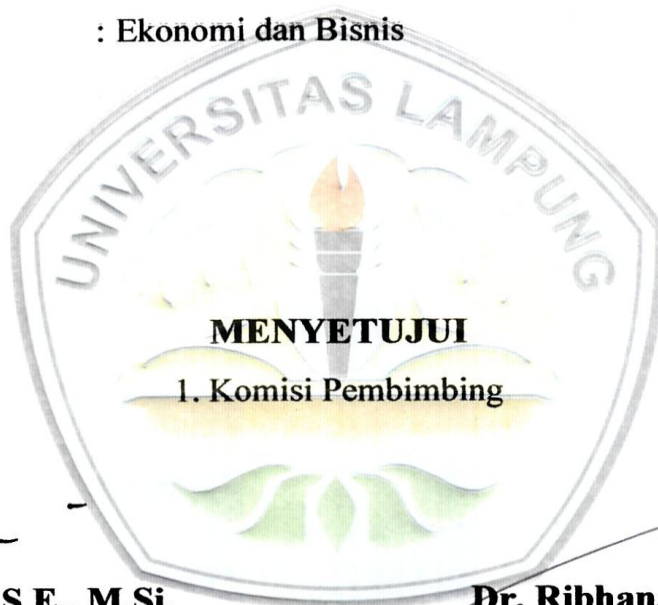 : Ekonomi dan Bisnis
UNIVERSITAS LAMPUNG
MENYETUJUI
1. Komisi Pembimbing
S.E., M.Si.
Dr. Ribhan